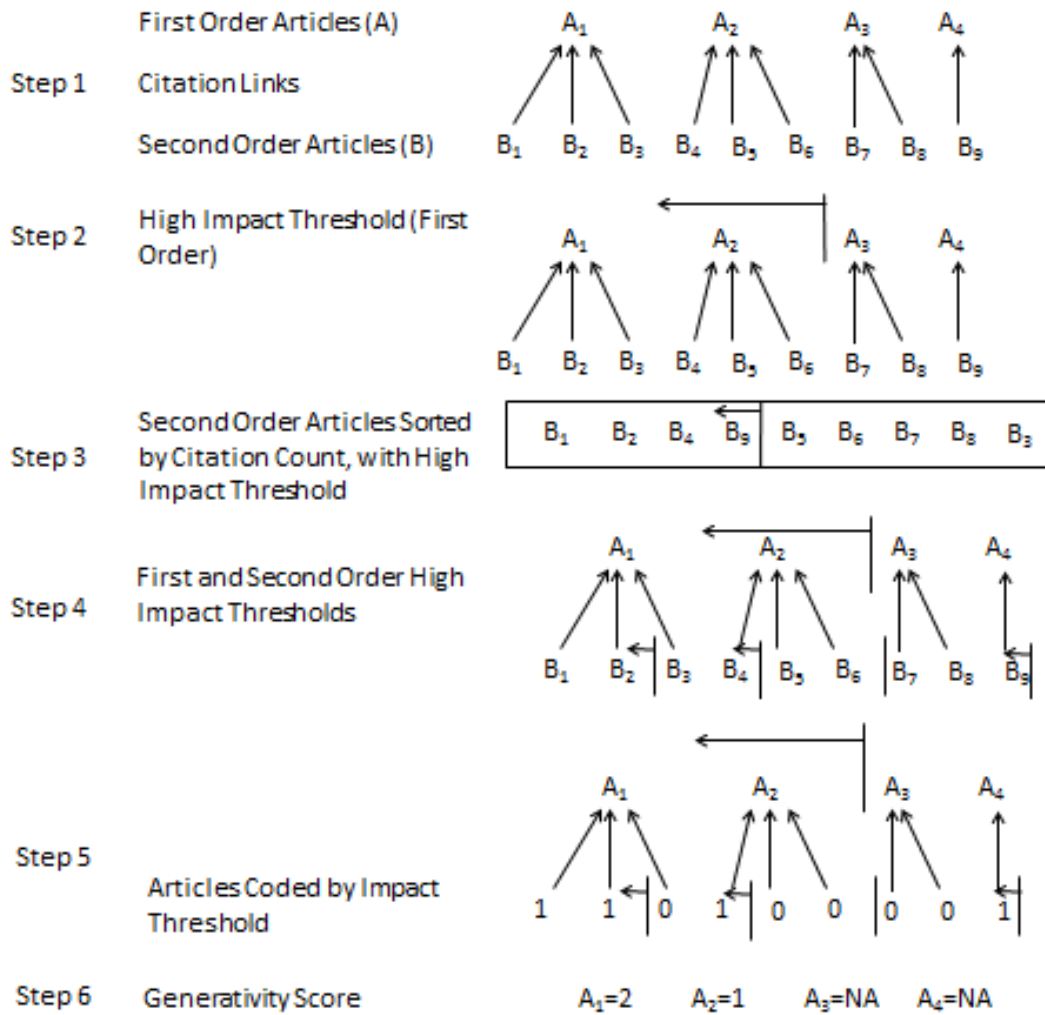 First Order Articles (A) A₁ A₂ A₃ A₄
Step 1 Citation Links
Second Order Articles (B) B₁ B₂ B₃ B₄ B₅ B₆ B₇ B₈ B₉
High Impact Threshold (First
Step 2 Order) A₁ A₂ A₃ A₄
B₁ B₂ B₃ B₄ B₅ B₆ B₇ B₈ B₉
Second Order Articles Sorted
Step 3 by Citation Count, with High
Impact Threshold
B₁ B₂ B₄ B₉ B₅ B₆ B₇ B₈ B₃
A₁ A₂ A₃ A₄
First and Second Order High
Step 4 Impact Thresholds
B₁ B₂ B₃ B₄ B₅ B₆ B₇ B₈ B₉
A₁ A₂ A₃ A₄
Step 5
Articles Coded by Impact
Threshold
1 1 0 1 0 0 0 0 1
Step 6 Generativity Score A₁=2 A₂=1 A₃=NA A₄=NA